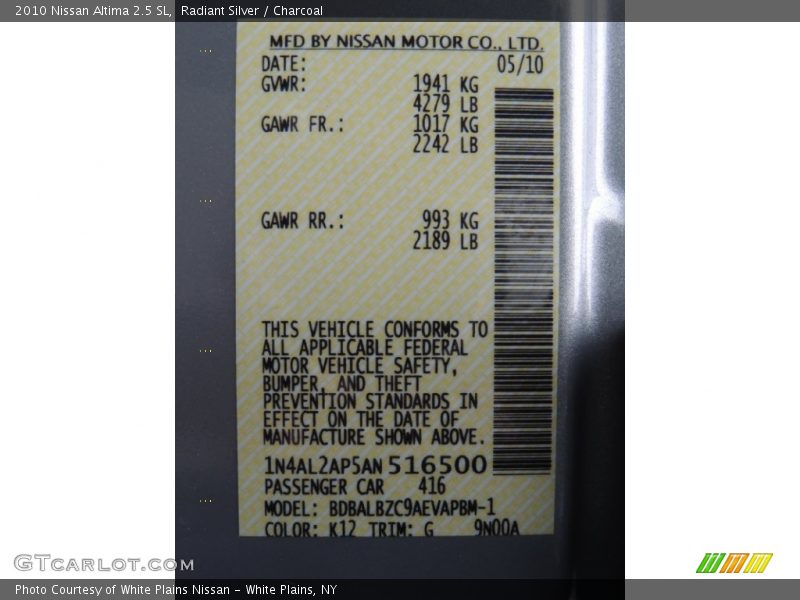 2010 Nissan Altima 2.5 SL, Radiant Silver / Charcoal
MFD BY NISSAN MOTOR CO., LTD.
DATE: 05/10
GVWR: 1941 KG
4279 LB
GAWR FR.: 1017 KG
2242 LB
GAWR RR.: 993 KG
2189 LB
THIS VEHICLE CONFORMS TO
ALL APPLICABLE FEDERAL
MOTOR VEHICLE SAFETY,
BUMPER, AND THEFT
PREVENTION STANDARDS IN
EFFECT ON THE DATE OF
MANUFACTURE SHOWN ABOVE.
1N4AL2AP5AN 516500
PASSENGER CAR 416
MODEL: BDBALBZC9AEVAPBM-1
COLOR: K12 TRIM: G 9N00A
GTCARLOT.COM
Photo Courtesy of White Plains Nissan - White Plains, NY